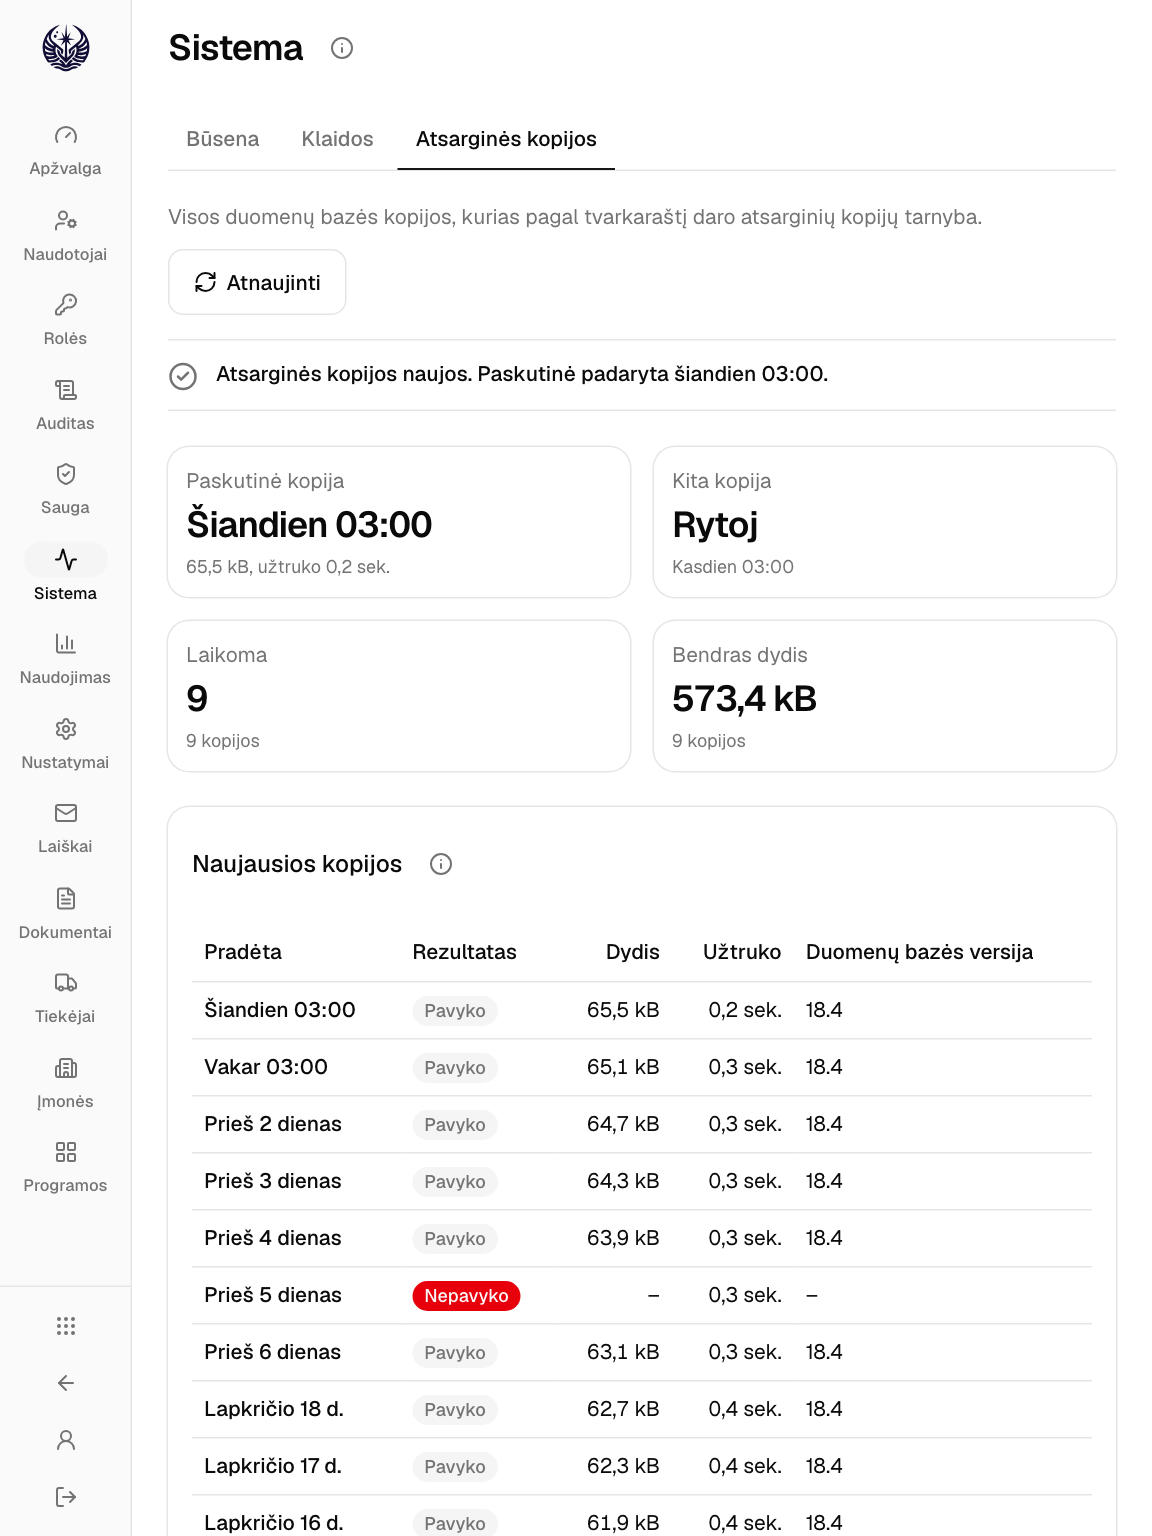 Sistema
Būsena
Klaidos
Atsarginės kopijos
Visos duomenų bazės kopijos, kurias pagal tvarkaraštį daro atsarginių kopijų tarnyba.
Atnaujinti
Atsarginės kopijos naujos. Paskutinė padaryta šiandien 03:00.
Paskutinė kopija
Šiandien 03:00
65,5 kB, užtruko 0,2 sek.
Kita kopija
Rytoj
Kasdien 03:00
Laikoma
9
9 kopijos
Bendras dydis
573,4 kB
9 kopijos
Naujausios kopijos
Pradėta Rezultatas Dydis Užtruko Duomenų bazės versija
Šiandien 03:00 Pavyko 65,5 kB 0,2 sek. 18.4
Vakar 03:00 Pavyko 65,1 kB 0,3 sek. 18.4
Prieš 2 dienas Pavyko 64,7 kB 0,3 sek. 18.4
Prieš 3 dienas Pavyko 64,3 kB 0,3 sek. 18.4
Prieš 4 dienas Pavyko 63,9 kB 0,3 sek. 18.4
Prieš 5 dienas Nepavyko – 0,3 sek. –
Prieš 6 dienas Pavyko 63,1 kB 0,3 sek. 18.4
Lapkričio 18 d. Pavyko 62,7 kB 0,4 sek. 18.4
Lapkričio 17 d. Pavyko 62,3 kB 0,4 sek. 18.4
Lapkričio 16 d. Pavyko 61,9 kB 0,4 sek. 18.4
Apžvalga
Naudotojai
Rolės
Auditas
Sauga
Sistema
Naudojimas
Nustatymai
Laiškai
Dokumentai
Tiekėjai
Įmonės
Programos